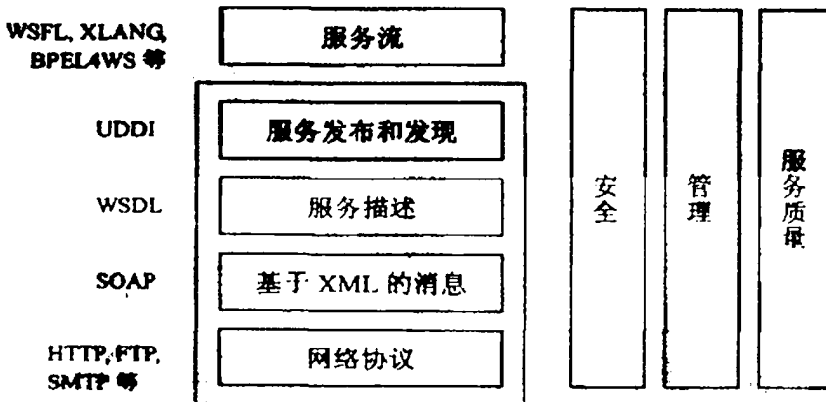 WSFL, XLANG,
BPEL4WS 等
服务流
UDDI
服务发布和发现
WSDL
服务描述
SOAP
基于 XML 的消息
HTTP, FTP,
SMTP 等
网络协议
安全
管理
服务质量